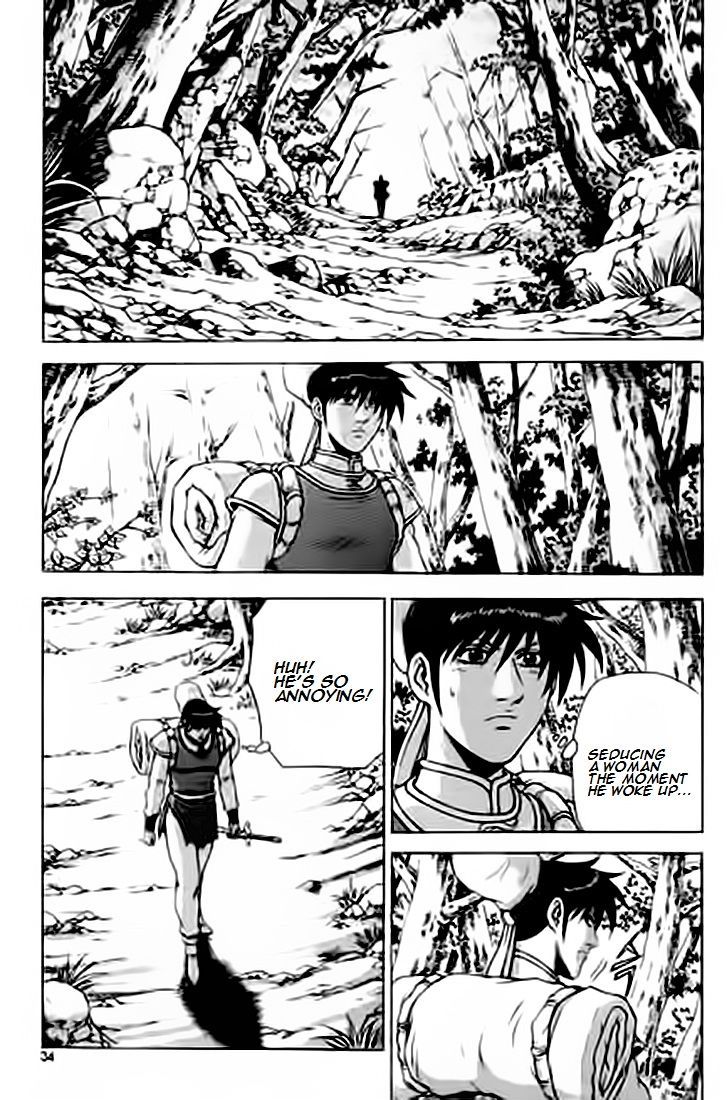 HUH!
HE'S SO
ANNOYING!
SEDUCING
A WOMAN
THE MOMENT
HE WOKE UP...
34